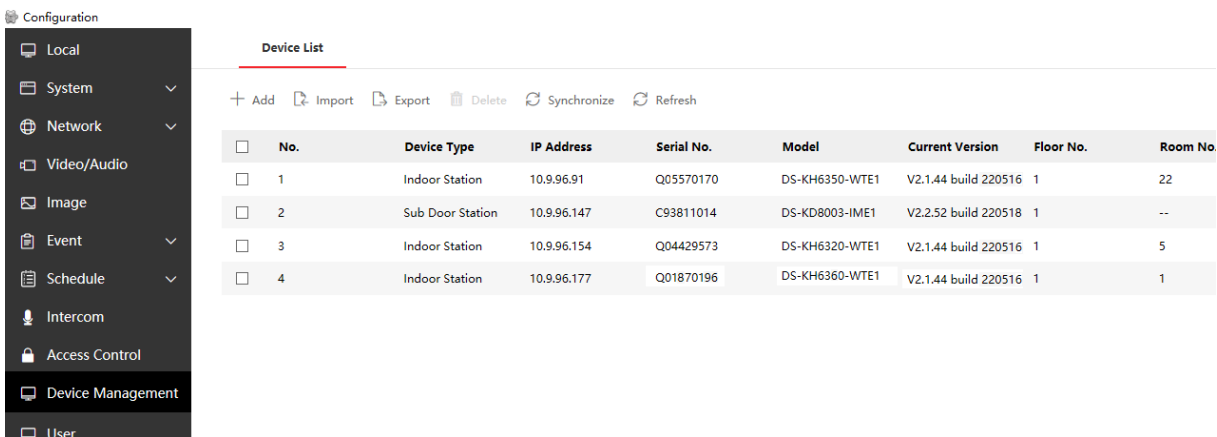 Configuration
Local
System
Network
Video/Audio
Image
Event
Schedule
Intercom
Access Control
Device Management
User
Device List
Add Import Export Delete Synchronize Refresh
No. Device Type IP Address Serial No. Model Current Version Floor No. Room No.
1 Indoor Station 10.9.96.91 Q05570170 DS-KH6350-WTE1 V2.1.44 build 220516 1 22
2 Sub Door Station 10.9.96.147 C93811014 DS-KD8003-IME1 V2.2.52 build 220518 1 --
3 Indoor Station 10.9.96.154 Q04429573 DS-KH6320-WTE1 V2.1.44 build 220516 1 5
4 Indoor Station 10.9.96.177 Q01870196 DS-KH6360-WTE1 V2.1.44 build 220516 1 1